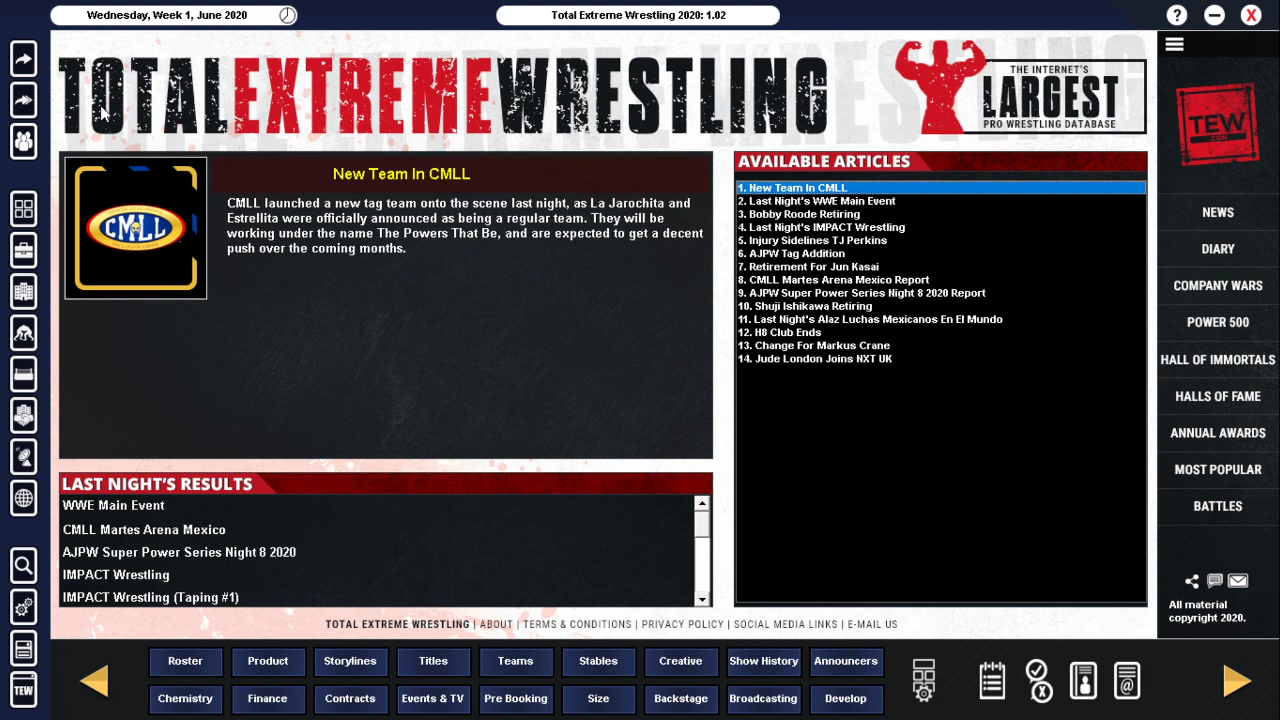 Wednesday, Week 1, June 2020
Total Extreme Wrestling 2020: 1.02
?
X
TOTALEXTREMEWRESTLING
THE INTERNET'S
LARGEST
PRO WRESTLING DATABASE
TEW
.COM
New Team In CMLL
CMLL
CMLL launched a new tag team onto the scene last night, as La Jarochita and
Estrellita were officially announced as being a regular team. They will be
working under the name The Powers That Be, and are expected to get a decent
push over the coming months.
AVAILABLE ARTICLES
1. New Team In CMLL
2. Last Night's WWE Main Event
3. Bobby Roode Retiring
4. Last Night's IMPACT Wrestling
5. Injury Sidelines TJ Perkins
6. AJPW Tag Addition
7. Retirement For Jun Kasai
8. CMLL Martes Arena Mexico Report
9. AJPW Super Power Series Night 8 2020 Report
10. Shuji Ishikawa Retiring
11. Last Night's Alaz Luchas Mexicanos En El Mundo
12. H8 Club Ends
13. Change For Markus Crane
14. Jude London Joins NXT UK
NEWS
DIARY
COMPANY WARS
POWER 500
HALL OF IMMORTALS
HALLS OF FAME
ANNUAL AWARDS
MOST POPULAR
BATTLES
All material
copyright 2020.
LAST NIGHT'S RESULTS
WWE Main Event
CMLL Martes Arena Mexico
AJPW Super Power Series Night 8 2020
IMPACT Wrestling
IMPACT Wrestling (Taping #1)
TOTAL EXTREME WRESTLING | ABOUT | TERMS & CONDITIONS | PRIVACY POLICY | SOCIAL MEDIA LINKS | E-MAIL US
TEW
Roster Product Storylines Titles Teams Stables Creative Show History Announcers
Chemistry Finance Contracts Events & TV Pre Booking Size Backstage Broadcasting Develop